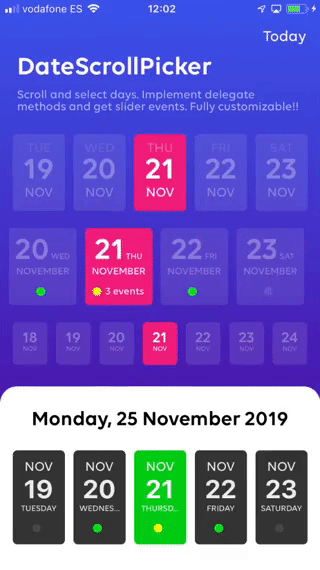 vodafone ES 12:02
Today
DateScrollPicker
Scroll and select days. Implement delegate
methods and get slider events. Fully customizable!!
TUE WED THU FRI SAT
19 20 21 22 23
NOV NOV NOV NOV NOV
20 WED 21 THU 22 FRI 23 SAT
NOVEMBER NOVEMBER NOVEMBER NOVEMBER
3 events
18 19 20 21 22 23 24
NOV NOV NOV NOV NOV NOV NOV
Monday, 25 November 2019
NOV NOV NOV NOV NOV
19 20 21 22 23
TUESDAY WEDNES... THURSD... FRIDAY SATURDAY